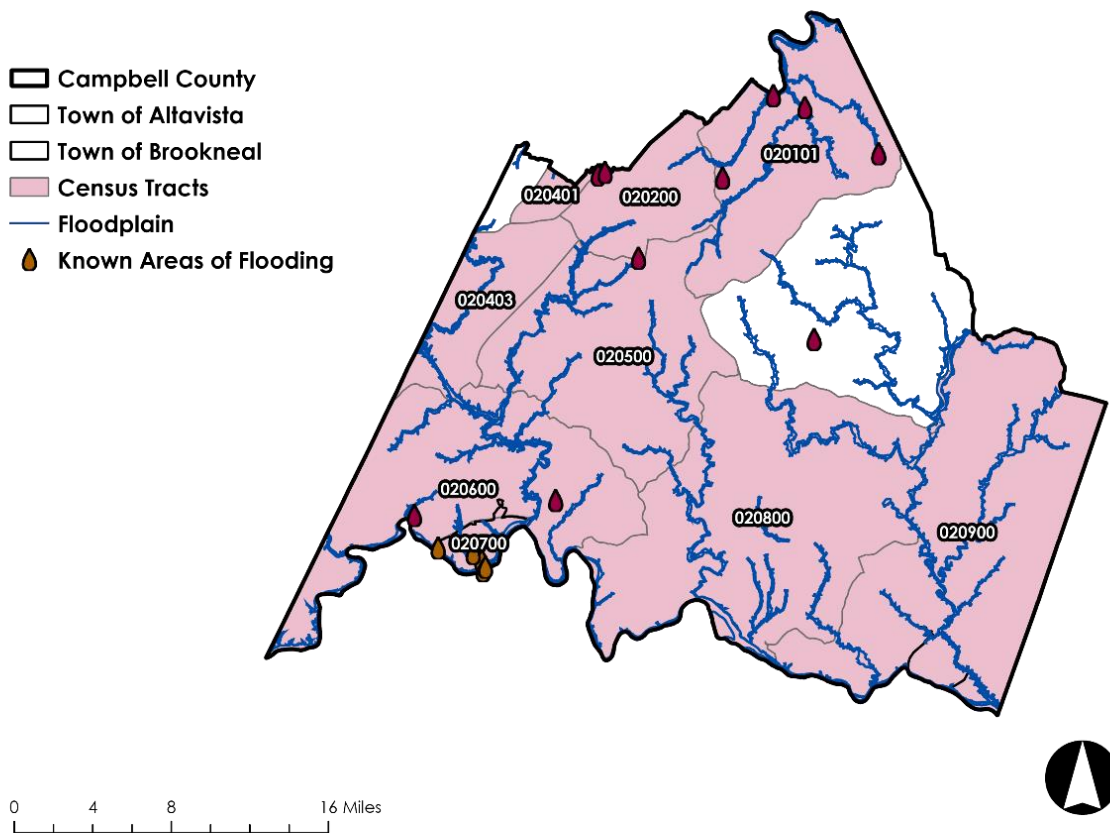 Campbell County
Town of Altavista
Town of Brookneal
Census Tracts
Floodplain
Known Areas of Flooding
020101
020401
020200
020403
020500
020600
020800
020900
020700
0 4 8 16 Miles